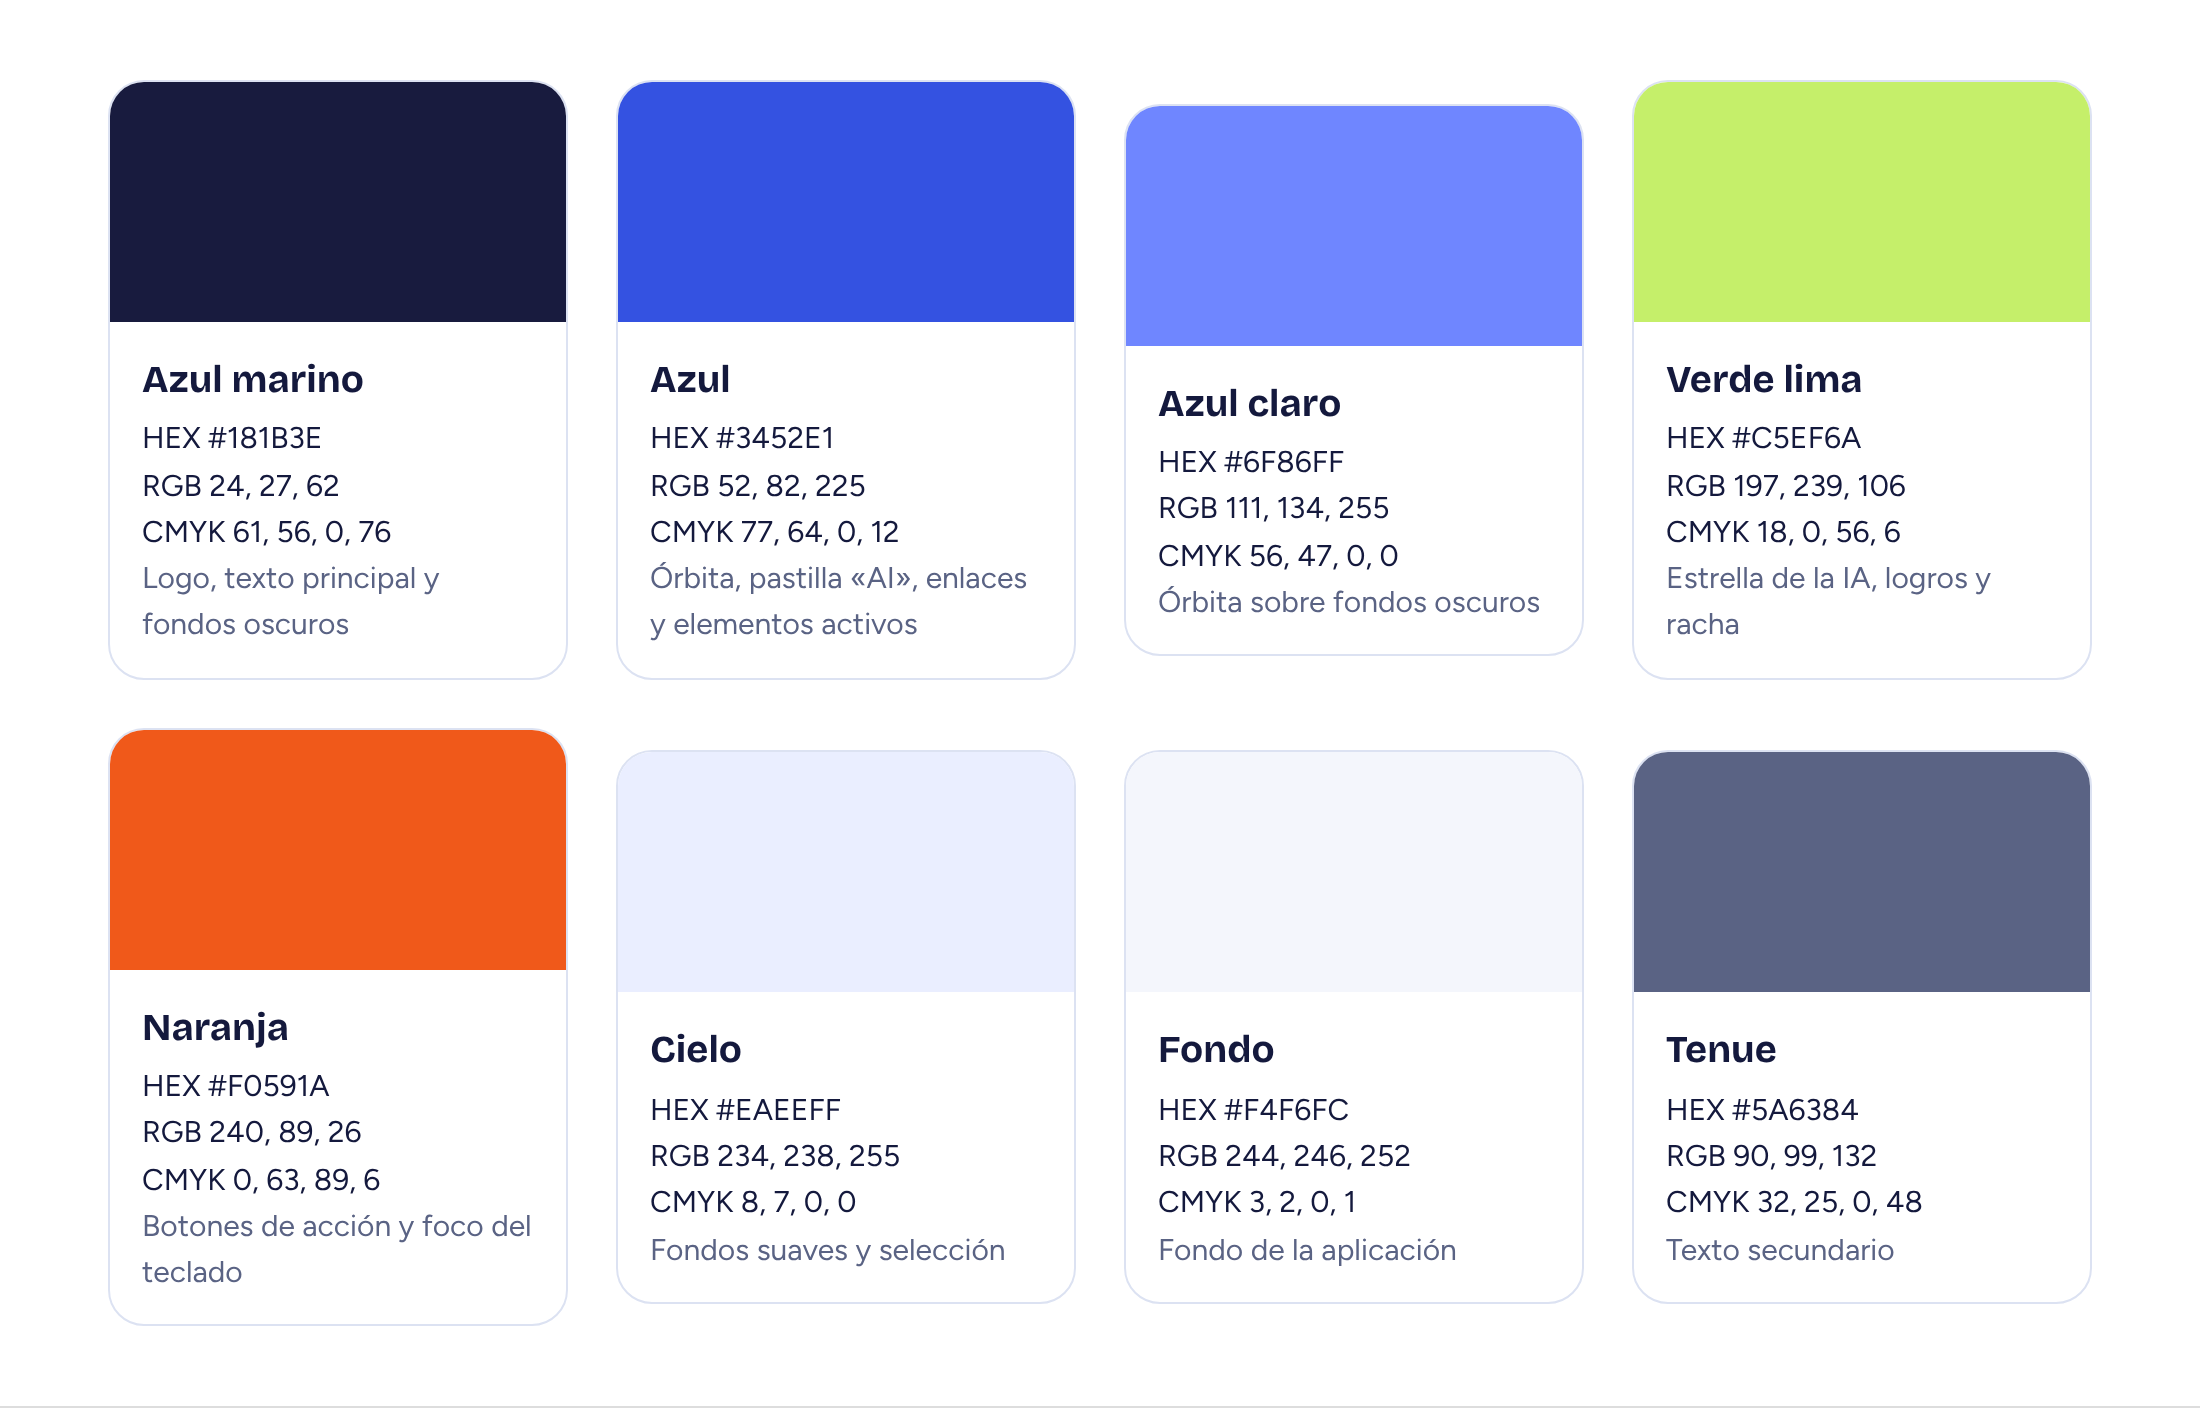 Azul marino
HEX #181B3E
RGB 24, 27, 62
CMYK 61, 56, 0, 76
Logo, texto principal y
fondos oscuros
Azul
HEX #3452E1
RGB 52, 82, 225
CMYK 77, 64, 0, 12
Órbita, pastilla «AI», enlaces
y elementos activos
Azul claro
HEX #6F86FF
RGB 111, 134, 255
CMYK 56, 47, 0, 0
Órbita sobre fondos oscuros
Verde lima
HEX #C5EF6A
RGB 197, 239, 106
CMYK 18, 0, 56, 6
Estrella de la IA, logros y
racha
Naranja
HEX #F0591A
RGB 240, 89, 26
CMYK 0, 63, 89, 6
Botones de acción y foco del
teclado
Cielo
HEX #EAEEFF
RGB 234, 238, 255
CMYK 8, 7, 0, 0
Fondos suaves y selección
Fondo
HEX #F4F6FC
RGB 244, 246, 252
CMYK 3, 2, 0, 1
Fondo de la aplicación
Tenue
HEX #5A6384
RGB 90, 99, 132
CMYK 32, 25, 0, 48
Texto secundario